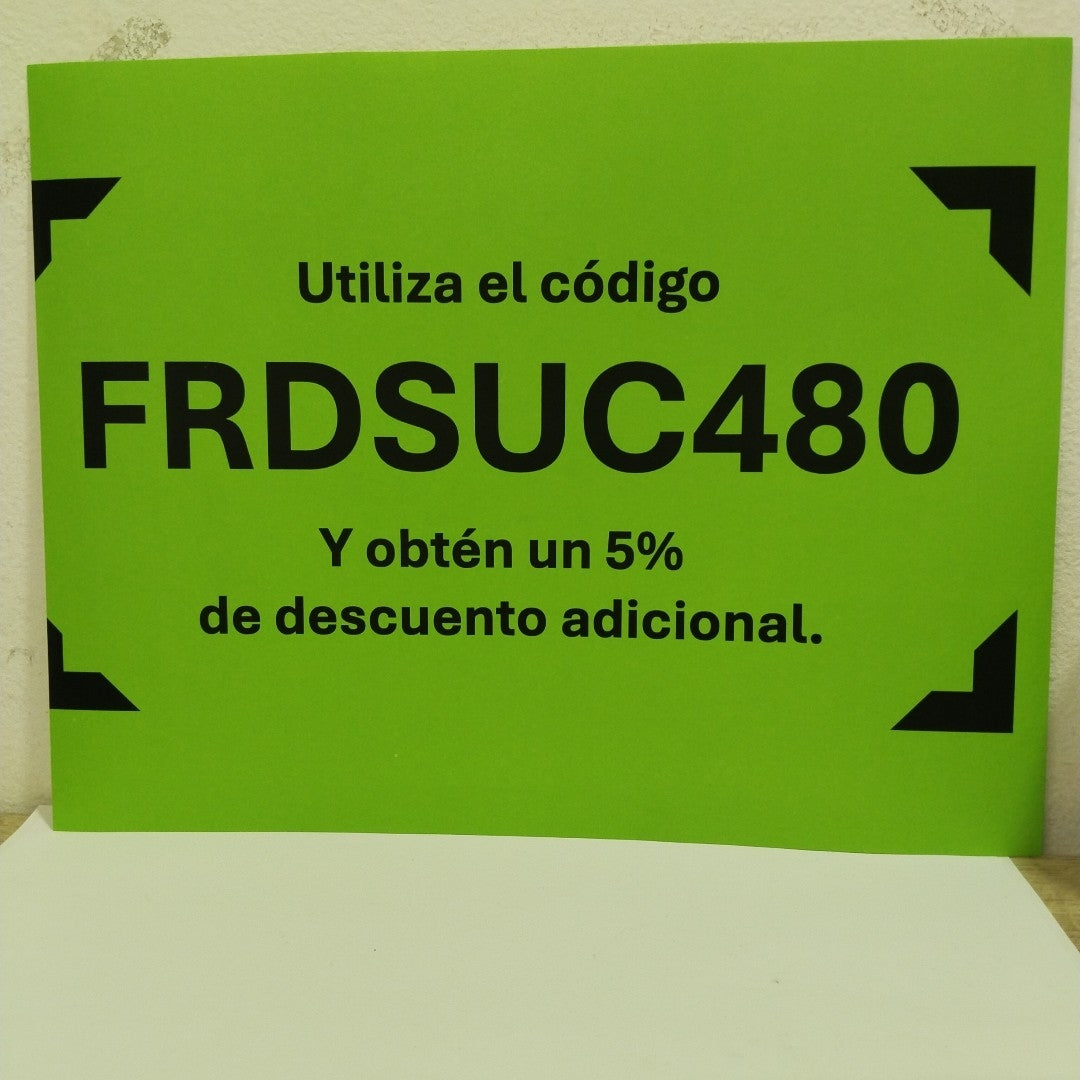 Utiliza el código
FRDSUC480
Y obtén un 5%
de descuento adicional.